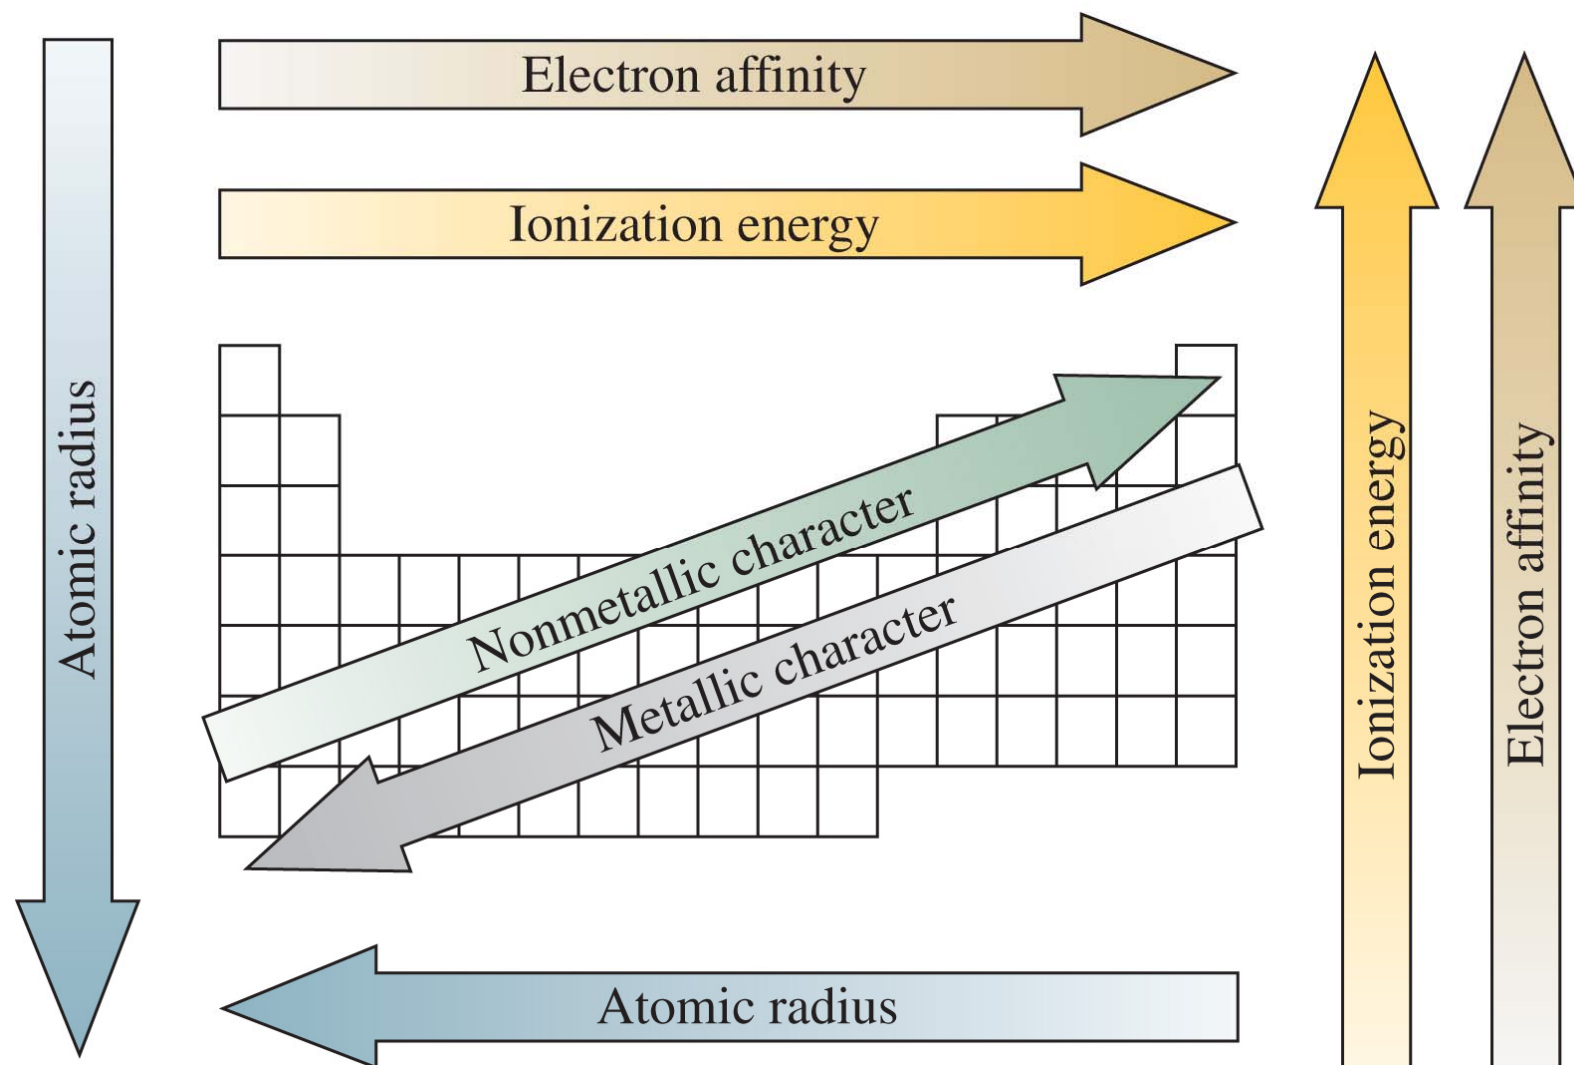 Electron affinity
Ionization energy
Atomic radius
Nonmetallic character
Metallic character
Ionization energy
Electron affinity
Atomic radius